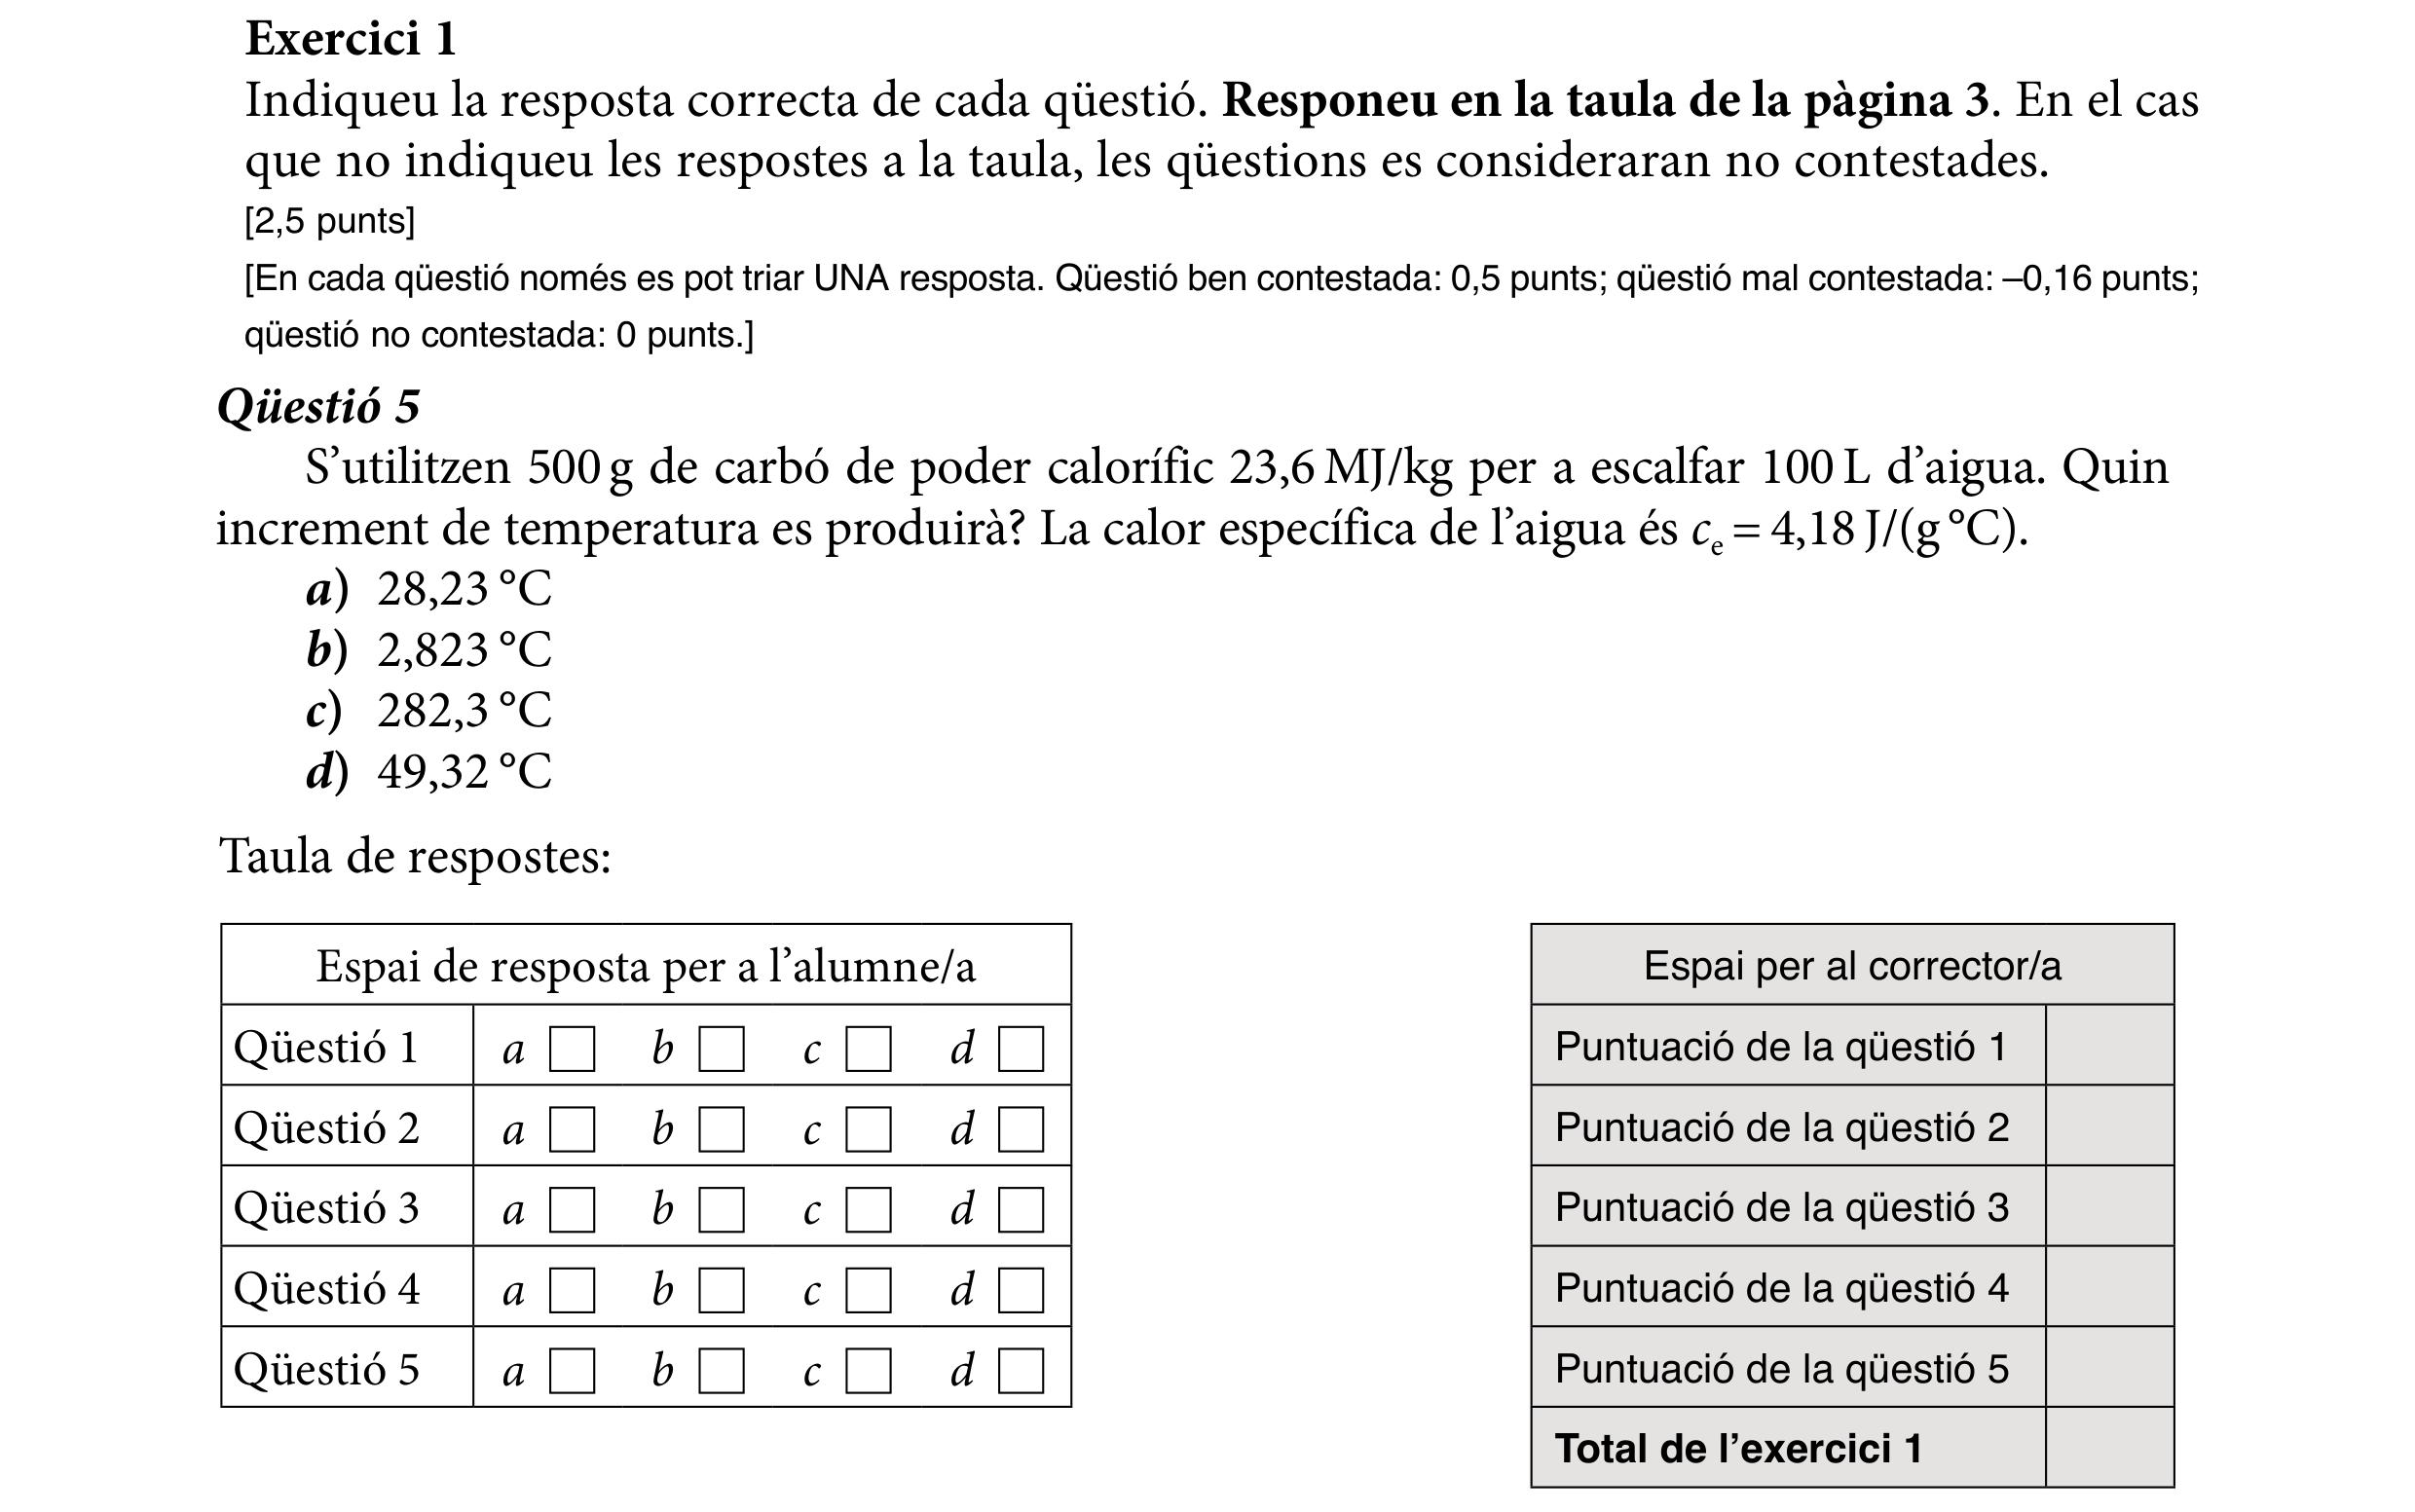 Exercici 1
Indiqueu la resposta correcta de cada qüestió. Responeu en la taula de la pàgina 3. En el cas
que no indiqueu les respostes a la taula, les qüestions es consideraran no contestades.
[2,5 punts]
[En cada qüestió només es pot triar UNA resposta. Qüestió ben contestada: 0,5 punts; qüestió mal contestada: –0,16 punts;
qüestió no contestada: 0 punts.]
Qüestió 5
S’utilitzen 500 g de carbó de poder calorífic 23,6 MJ/kg per a escalfar 100 L d’aigua. Quin
increment de temperatura es produirà? La calor específica de l’aigua és cₑ = 4,18 J/(g °C).
a) 28,23 °C
b) 2,823 °C
c) 282,3 °C
d) 49,32 °C
Taula de respostes:
Espai de resposta per a l’alumne/a
Qüestió 1 a b c d
Qüestió 2 a b c d
Qüestió 3 a b c d
Qüestió 4 a b c d
Qüestió 5 a b c d
Espai per al corrector/a
Puntuació de la qüestió 1
Puntuació de la qüestió 2
Puntuació de la qüestió 3
Puntuació de la qüestió 4
Puntuació de la qüestió 5
Total de l’exercici 1